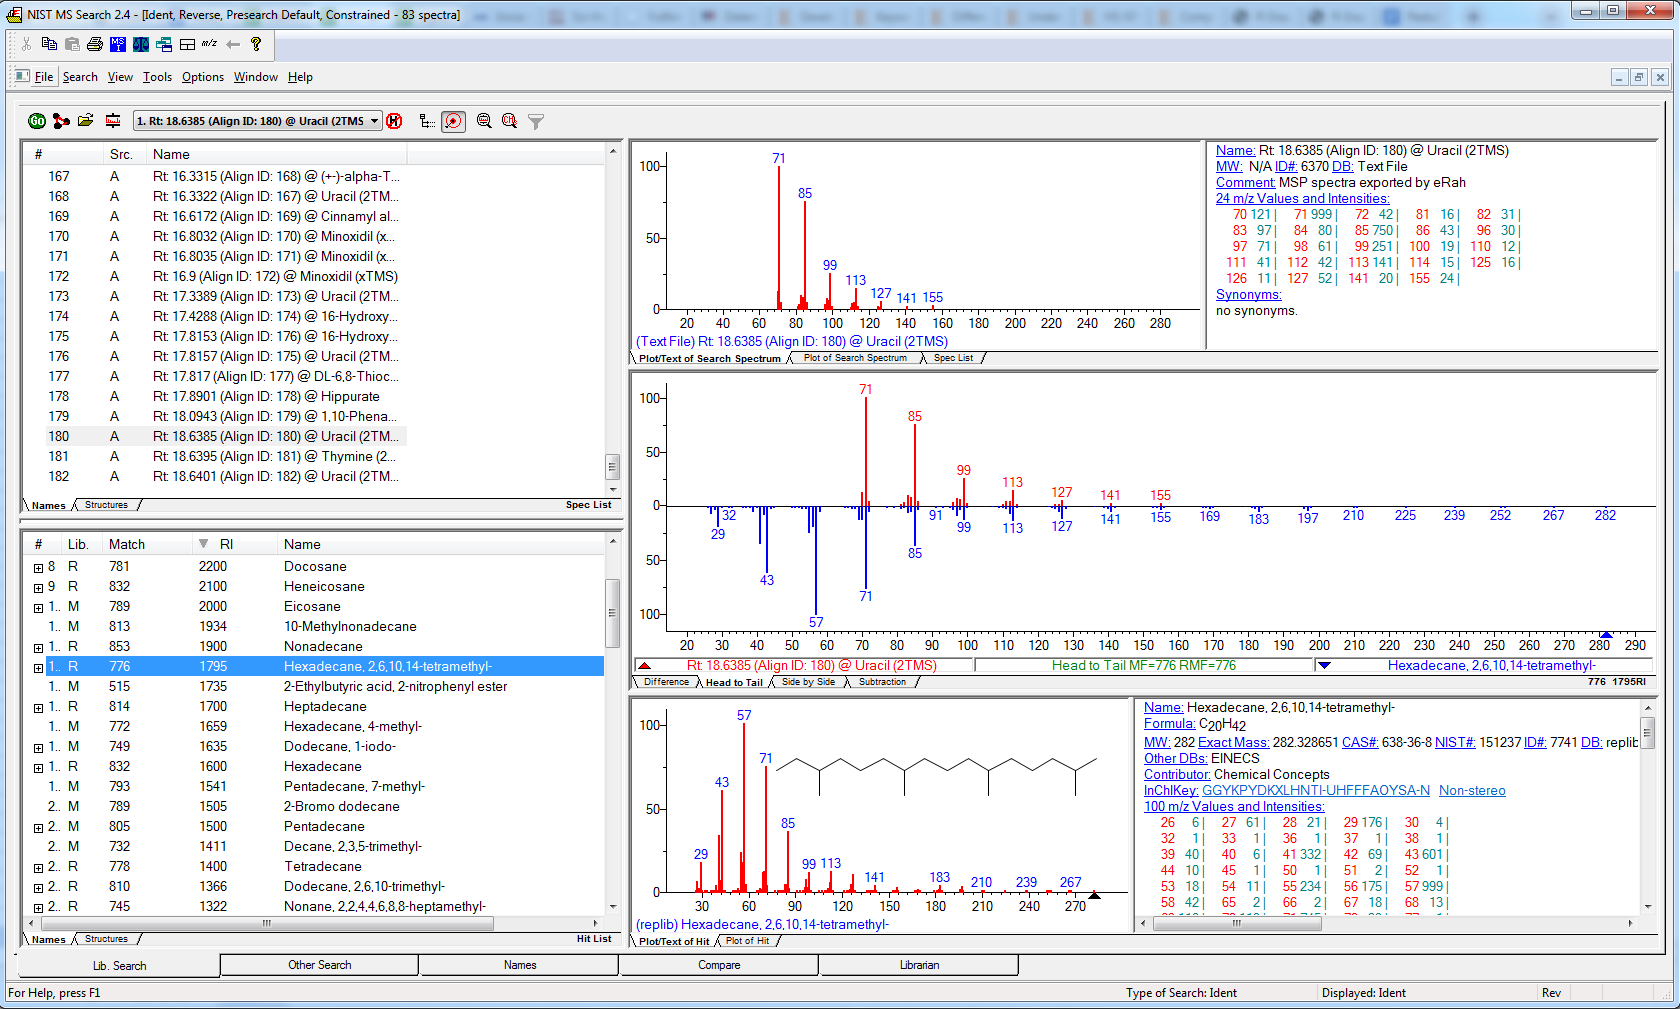 NIST MS Search 2.4 - [Ident, Reverse, Presearch Default, Constrained - 83 spectra]
File Search View Tools Options Window Help
1. Rt: 18.6385 (Align ID: 180) @ Uracil (2TMS
# Src. Name
167 A Rt: 16.3315 (Align ID: 168) @ (+-)-alpha-T...
168 A Rt: 16.3322 (Align ID: 167) @ Uracil (2TM...
169 A Rt: 16.6172 (Align ID: 169) @ Cinnamyl al...
170 A Rt: 16.8032 (Align ID: 170) @ Minoxidil (x...
171 A Rt: 16.8035 (Align ID: 171) @ Minoxidil (x...
172 A Rt: 16.9 (Align ID: 172) @ Minoxidil (xTMS)
173 A Rt: 17.3389 (Align ID: 173) @ Uracil (2TM...
174 A Rt: 17.4288 (Align ID: 174) @ 16-Hydroxy...
175 A Rt: 17.8153 (Align ID: 176) @ 16-Hydroxy...
176 A Rt: 17.8157 (Align ID: 175) @ Uracil (2TM...
177 A Rt: 17.817 (Align ID: 177) @ DL-6,8-Thioc...
178 A Rt: 17.8901 (Align ID: 178) @ Hippurate
179 A Rt: 18.0943 (Align ID: 179) @ 1,10-Phena...
180 A Rt: 18.6385 (Align ID: 180) @ Uracil (2TM...
181 A Rt: 18.6395 (Align ID: 181) @ Thymine (2...
182 A Rt: 18.6401 (Align ID: 182) @ Uracil (2TM...
Names Structures Spec List
# Lib. Match RI Name
8 R 781 2200 Docosane
9 R 832 2100 Heneicosane
1.. M 789 2000 Eicosane
1.. M 813 1934 10-Methylnonadecane
1.. R 853 1900 Nonadecane
1.. R 776 1795 Hexadecane, 2,6,10,14-tetramethyl-
1.. M 515 1735 2-Ethylbutyric acid, 2-nitrophenyl ester
1.. R 814 1700 Heptadecane
1.. M 772 1659 Hexadecane, 4-methyl-
1.. M 749 1635 Dodecane, 1-iodo-
1.. R 832 1600 Hexadecane
1.. M 793 1541 Pentadecane, 7-methyl-
2.. M 789 1505 2-Bromo dodecane
2.. M 805 1500 Pentadecane
2.. M 732 1411 Decane, 2,3,5-trimethyl-
2.. R 778 1400 Tetradecane
2.. R 810 1366 Dodecane, 2,6,10-trimethyl-
2.. R 745 1322 Nonane, 2,2,4,4,6,8,8-heptamethyl-
Names Structures Hit List
100 50 0
71 85 99 113 127 141 155
20 40 60 80 100 120 140 160 180 200 220 240 260 280
(Text File) Rt: 18.6385 (Align ID: 180) @ Uracil (2TMS)
Plot/Text of Search Spectrum Plot of Search Spectrum Spec List
Name: Rt: 18.6385 (Align ID: 180) @ Uracil (2TMS)
MW: N/A ID#: 6370 DB: Text File
Comment: MSP spectra exported by eRah
24 m/z Values and Intensities:
70 121| 71 999| 72 42| 81 16| 82 31|
83 97| 84 80| 85 750| 86 43| 96 30|
97 71| 98 61| 99 251| 100 19| 110 12|
111 41| 112 42| 113 141| 114 15| 125 16|
126 11| 127 52| 141 20| 155 24|
Synonyms:
no synonyms.
100 50 0 50 100
71 85 99 113 127 141 155
29 32 43 57 71 85 91 99 113 127 141 155 169 183 197 210 225 239 252 267 282
20 30 40 50 60 70 80 90 100 110 120 130 140 150 160 170 180 190 200 210 220 230 240 250 260 270 280 290
Rt: 18.6385 (Align ID: 180) @ Uracil (2TMS) Head to Tail MF=776 RMF=776 Hexadecane, 2,6,10,14-tetramethyl-
Difference Head to Tail Side by Side Subtraction 776 1795RI
100 50 0
29 43 57 71 85 99 113 141 183 210 239 267
30 60 90 120 150 180 210 240 270
(replib) Hexadecane, 2,6,10,14-tetramethyl-
Plot/Text of Hit Plot of Hit
Name: Hexadecane, 2,6,10,14-tetramethyl-
Formula: C20H42
MW: 282 Exact Mass: 282.328651 CAS#: 638-36-8 NIST#: 151237 ID#: 7741 DB: replib
Other DBs: EINECS
Contributor: Chemical Concepts
InChIKey: GGYKPYDKXLHNTI-UHFFFAOYSA-N Non-stereo
100 m/z Values and Intensities:
26 6| 27 61| 28 21| 29 176| 30 4|
32 1| 33 1| 36 1| 37 1| 38 1|
39 40| 40 6| 41 332| 42 69| 43 601|
44 10| 45 1| 50 1| 51 2| 52 1|
53 18| 54 11| 55 234| 56 175| 57 999|
58 42| 65 2| 66 2| 67 18| 68 13|
Lib. Search Other Search Names Compare Librarian
For Help, press F1 Type of Search: Ident Displayed: Ident Rev